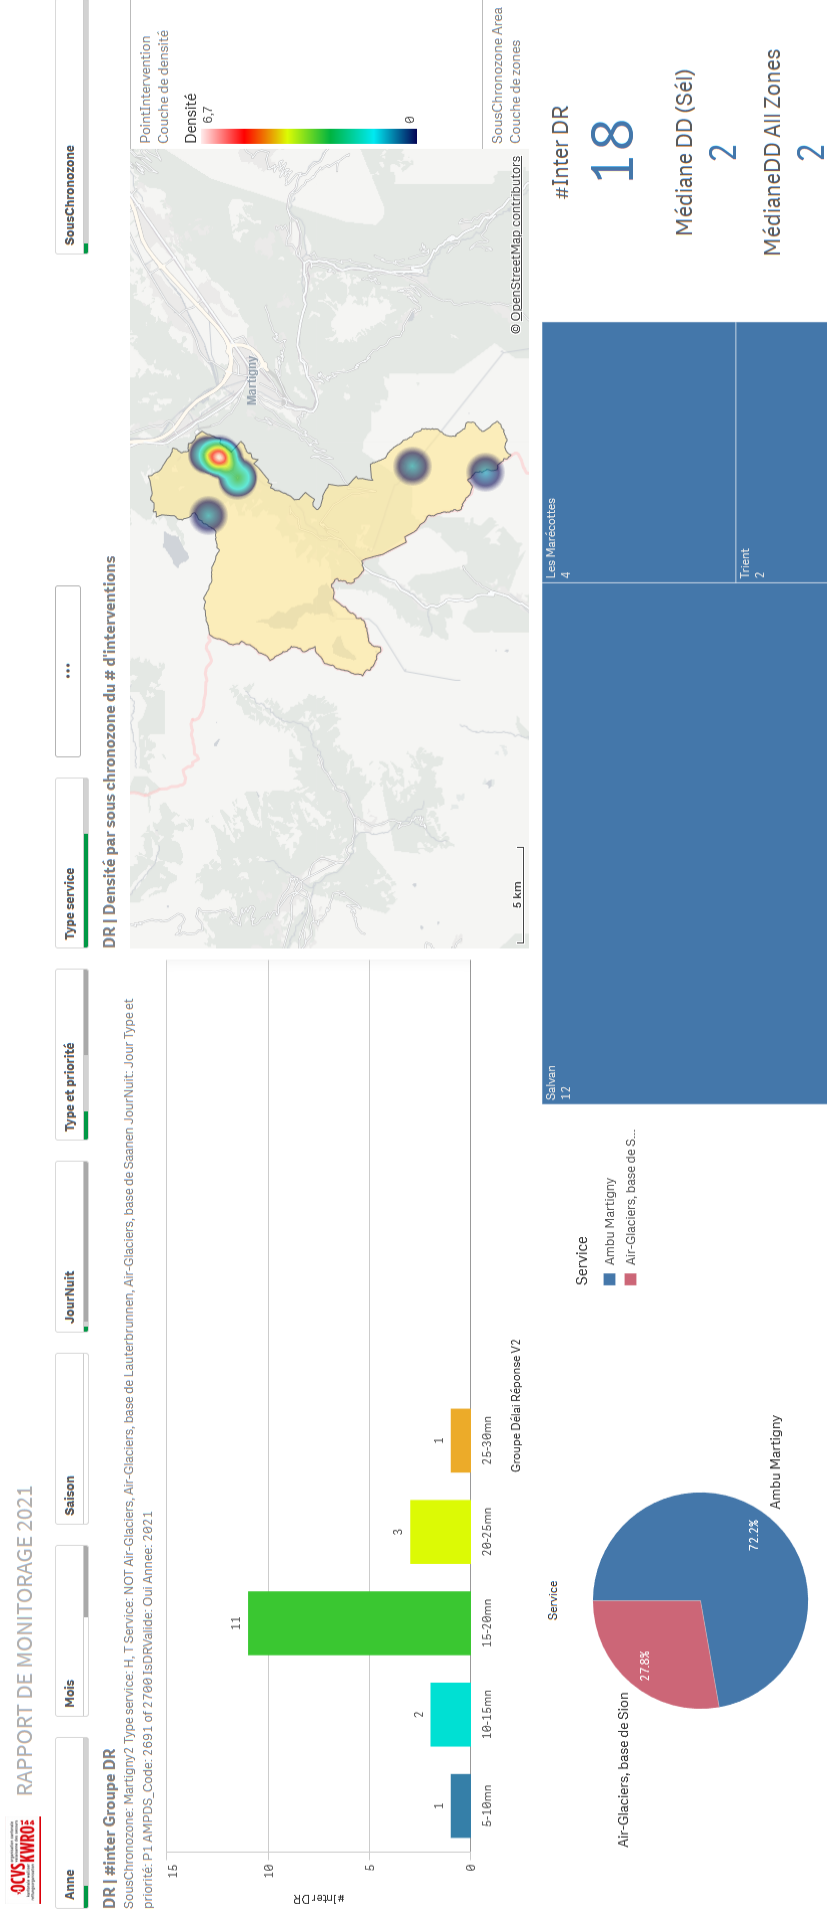 OCVS
KWRO
RAPPORT DE MONITORAGE 2021
Anne
Mois
Saison
JourNuit
Type et priorité
Type service
...
SousChronozone
DR | #inter Groupe DR
SousChronozone: Martigny2 Type service: H, T Service: NOT Air-Glaciers, Air-Glaciers, base de Lauterbrunnen, Air-Glaciers, base de Saanen JourNuit: Jour Type et
priorité: P1 AMPDS_Code: 2691 of 2700 IsDRValide: Oui Annee: 2021
#Inter DR
15
10
5
0
1
2
11
3
1
5-10mn
10-15mn
15-20mn
20-25mn
25-30mn
Groupe Délai Réponse V2
DR | Densité par sous chronozone du # d'interventions
Martigny
5 km
© OpenStreetMap contributors
PointIntervention
Couche de densité
Densité
6,7
0
SousChronozone Area
Couche de zones
Service
Air-Glaciers, base de Sion
27.8%
72.2%
Ambu Martigny
Service
Ambu Martigny
Air-Glaciers, base de S...
Salvan
12
Les Marécottes
4
Trient
2
#Inter DR
18
Médiane DD (Sél)
2
MédianeDD All Zones
2